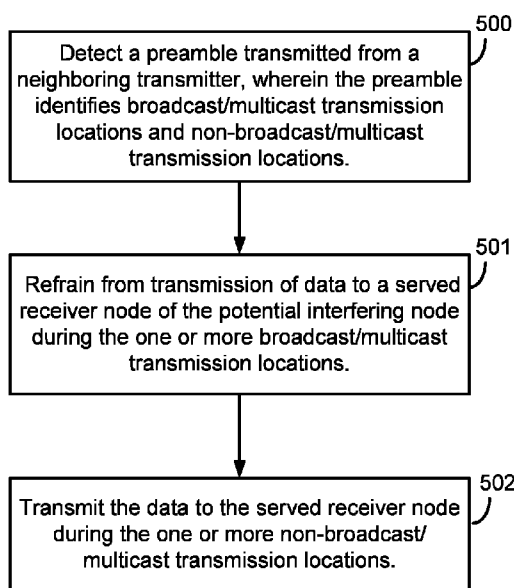 500
Detect a preamble transmitted from a
neighboring transmitter, wherein the preamble
identifies broadcast/multicast transmission
locations and non-broadcast/multicast
transmission locations.
501
Refrain from transmission of data to a served
receiver node of the potential interfering node
during the one or more broadcast/multicast
transmission locations.
502
Transmit the data to the served receiver node
during the one or more non-broadcast/
multicast transmission locations.